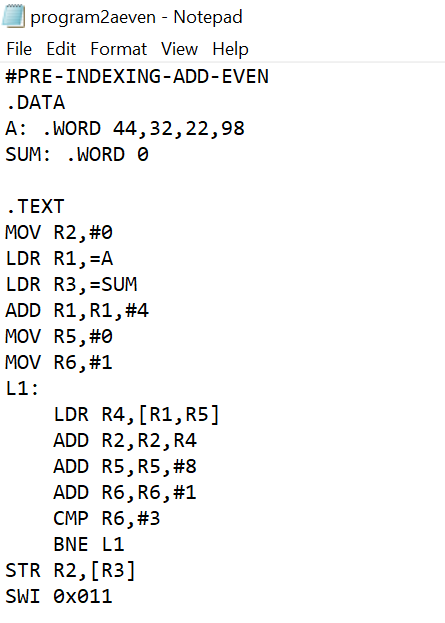 program2aeven - Notepad
File Edit Format View Help
#PRE-INDEXING-ADD-EVEN
.DATA
A: .WORD 44,32,22,98
SUM: .WORD 0

.TEXT
MOV R2,#0
LDR R1,=A
LDR R3,=SUM
ADD R1,R1,#4
MOV R5,#0
MOV R6,#1
L1:
    LDR R4,[R1,R5]
    ADD R2,R2,R4
    ADD R5,R5,#8
    ADD R6,R6,#1
    CMP R6,#3
    BNE L1
STR R2,[R3]
SWI 0x011